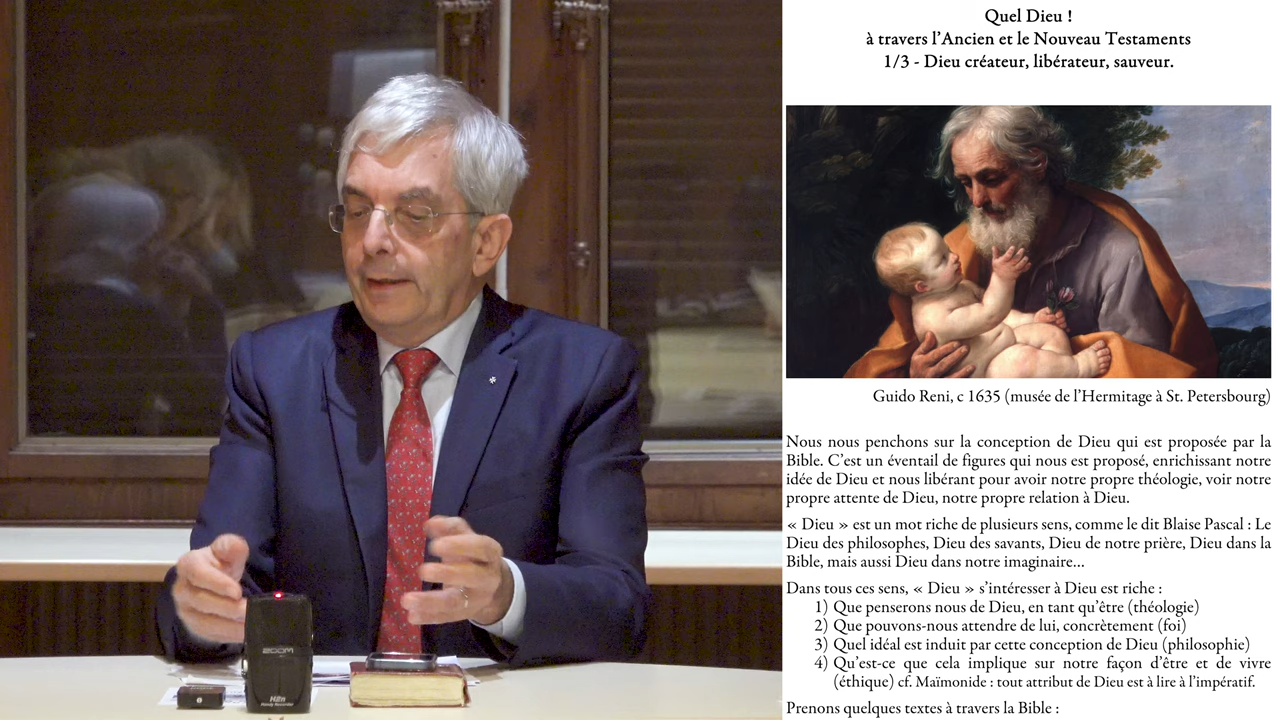 Quel Dieu !
à travers l'Ancien et le Nouveau Testaments
1/3 - Dieu créateur, libérateur, sauveur.
Guido Reni, c 1635 (musée de l'Hermitage à St. Petersbourg)
Nous nous penchons sur la conception de Dieu qui est proposée par la
Bible. C'est un éventail de figures qui nous est proposé, enrichissant notre
idée de Dieu et nous libérant pour avoir notre propre théologie, voir notre
propre attente de Dieu, notre propre relation à Dieu.
« Dieu » est un mot riche de plusieurs sens, comme le dit Blaise Pascal : Le
Dieu des philosophes, Dieu des savants, Dieu de notre prière, Dieu dans la
Bible, mais aussi Dieu dans notre imaginaire...
Dans tous ces sens, « Dieu » s'intéresser à Dieu est riche :
1) Que penserons nous de Dieu, en tant qu'être (théologie)
2) Que pouvons-nous attendre de lui, concrètement (foi)
3) Quel idéal est induit par cette conception de Dieu (philosophie)
4) Qu'est-ce que cela implique sur notre façon d'être et de vivre
(éthique) cf. Maïmonide : tout attribut de Dieu est à lire à l'impératif.
Prenons quelques textes à travers la Bible :
zoom
H2n
Handy Recorder